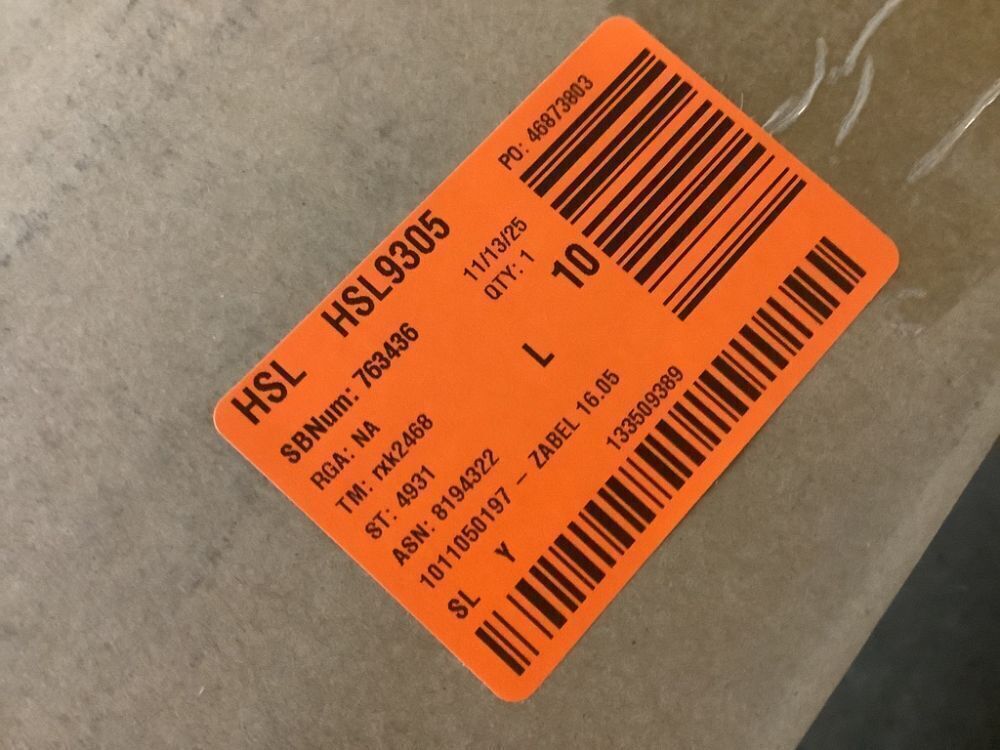 HSL HSL9305 PO: 46873803
SBNum: 763436 11/13/25
RGA: NA QTY: 1
TM: rxk2468 10
ST: 4931 L
ASN: 8194322
1011050197 - ZABEL 16.05
SL Y 133509389